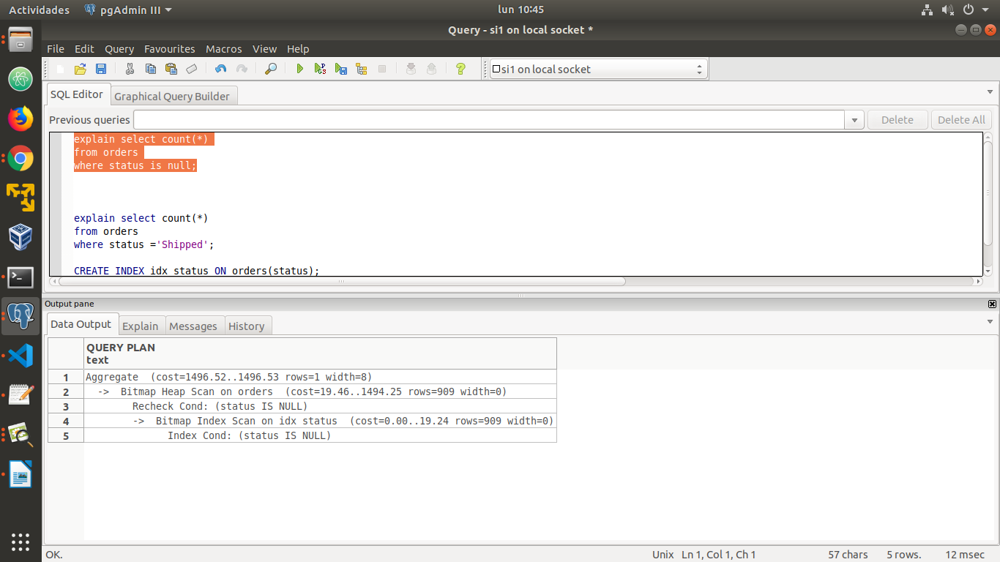 Actividades pgAdmin III lun 10:45
Query - si1 on local socket *
File Edit Query Favourites Macros View Help
si1 on local socket
SQL Editor Graphical Query Builder
Previous queries Delete Delete All
explain select count(*)
from orders
where status is null;
explain select count(*)
from orders
where status ='Shipped';
CREATE INDEX idx_status ON orders(status);
Output pane
Data Output Explain Messages History
QUERY PLAN
text
1 Aggregate (cost=1496.52..1496.53 rows=1 width=8)
2 -> Bitmap Heap Scan on orders (cost=19.46..1494.25 rows=909 width=0)
3 Recheck Cond: (status IS NULL)
4 -> Bitmap Index Scan on idx_status (cost=0.00..19.24 rows=909 width=0)
5 Index Cond: (status IS NULL)
OK. Unix Ln 1, Col 1, Ch 1 57 chars 5 rows. 12 msec